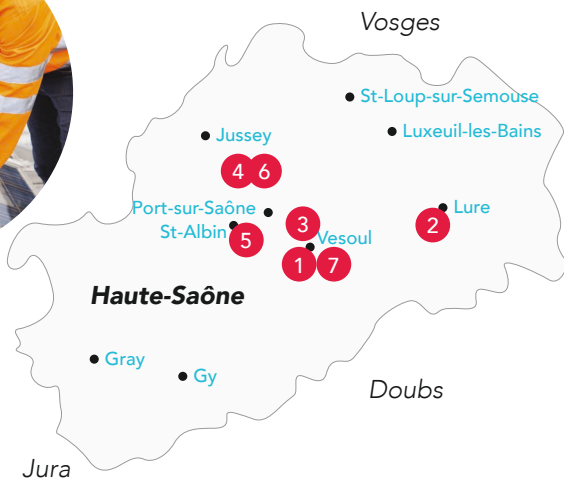 Vosges
St-Loup-sur-Semouse
Luxeuil-les-Bains
Jussey
4 6
Port-sur-Saône
Lure
St-Albin
3
2
5
Vesoul
1 7
Haute-Saône
Gray
Gy
Doubs
Jura